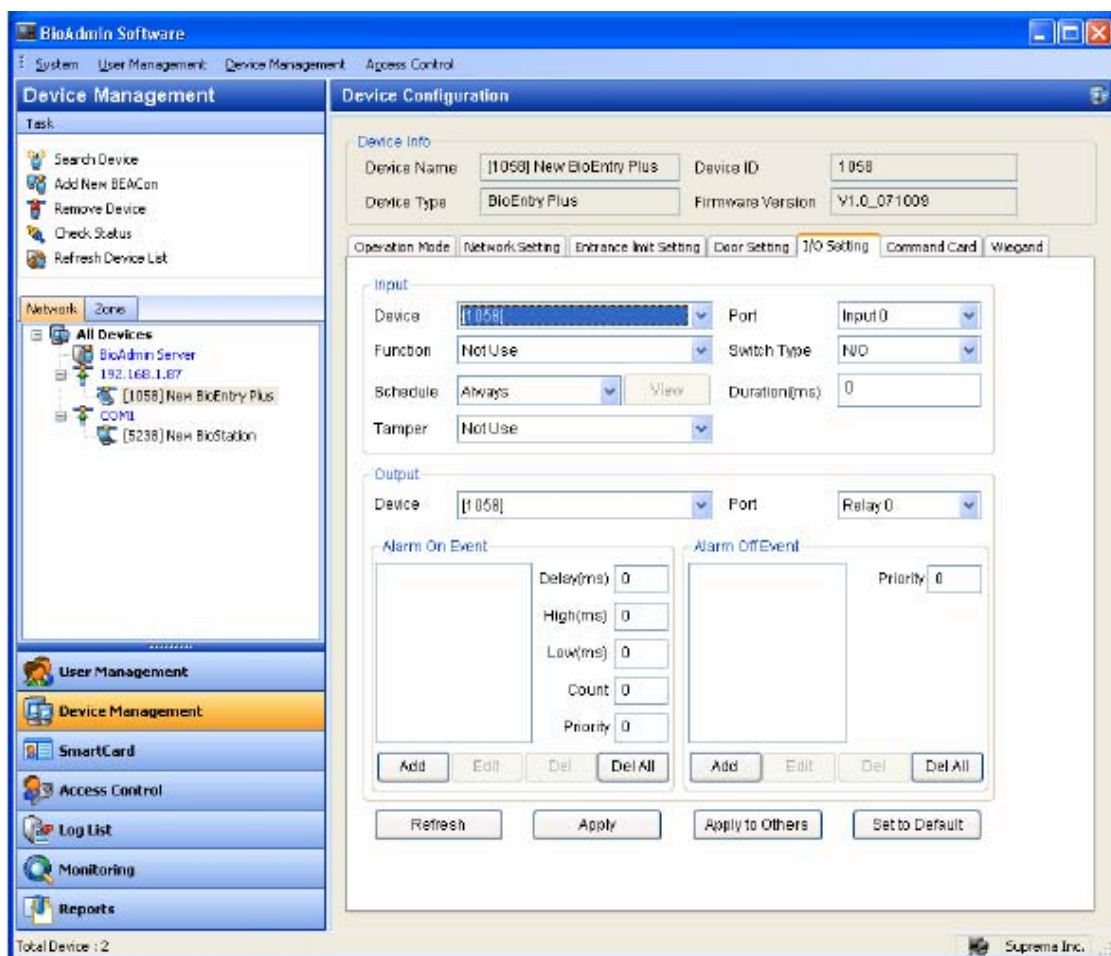 BioAdmin Software
System User Management Device Management Access Control
Device Management
Task
Search Device
Add New BEACon
Remove Device
Check Status
Refresh Device List
Network Zone
All Devices
BioAdmin Server
192.168.1.87
[1058] New BioEntry Plus
COM1
[5238] New BioStation
User Management
Device Management
SmartCard
Access Control
Log List
Monitoring
Reports
Device Configuration
Device Info
Device Name [1058] New BioEntry Plus Device ID 1058
Device Type BioEntry Plus Firmware Version V1.0_071009
Operation Mode Network Setting Entrance limit Setting Door Setting I/O Setting Command Card Wiegand
Input
Device [1058] Port Input 0
Function Not Use Switch Type N/O
Schedule Always View Duration(ms) 0
Tamper Not Use
Output
Device [1058] Port Relay 0
Alarm On Event
Delay(ms) 0
High(ms) 0
Low(ms) 0
Count 0
Priority 0
Add Edit Del Del All
Alarm Off Event
Priority 0
Add Edit Del Del All
Refresh Apply Apply to Others Set to Default
Total Device : 2 Suprema Inc.